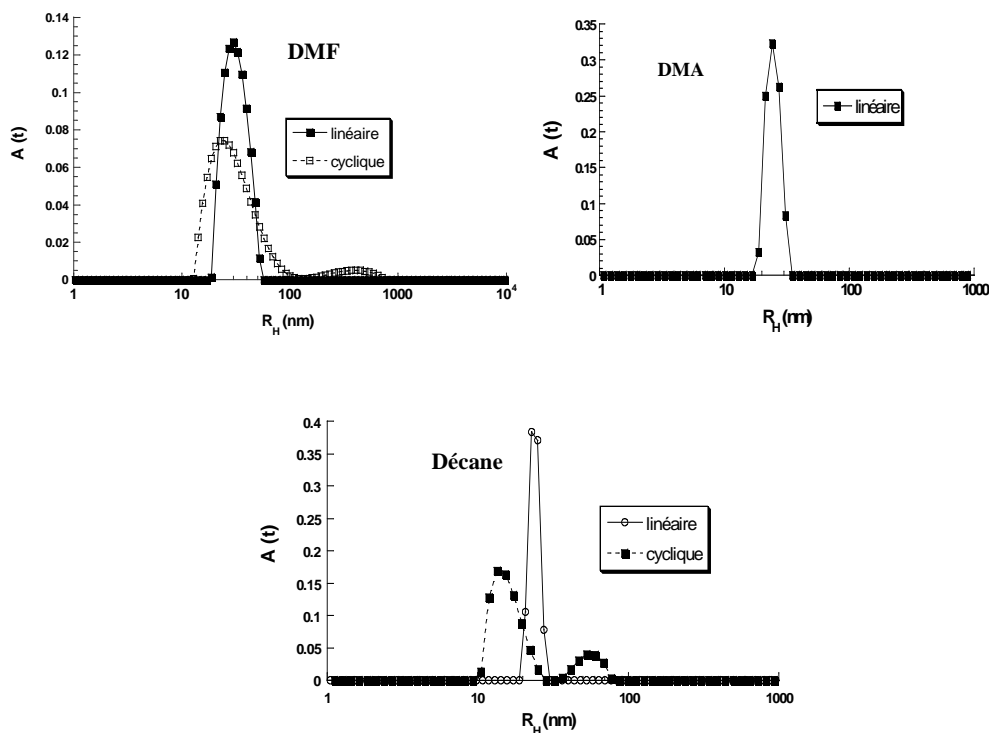 DMF
A (t)
0.14
0.12
0.1
0.08
0.06
0.04
0.02
0
1
10
100
1000
10^4
R_H (nm)
linéaire
cyclique
DMA
A (t)
0.35
0.3
0.25
0.2
0.15
0.1
0.05
0
1
10
100
1000
R_H (nm)
linéaire
Décane
A (t)
0.4
0.35
0.3
0.25
0.2
0.15
0.1
0.05
0
1
10
100
1000
R_H (nm)
linéaire
cyclique